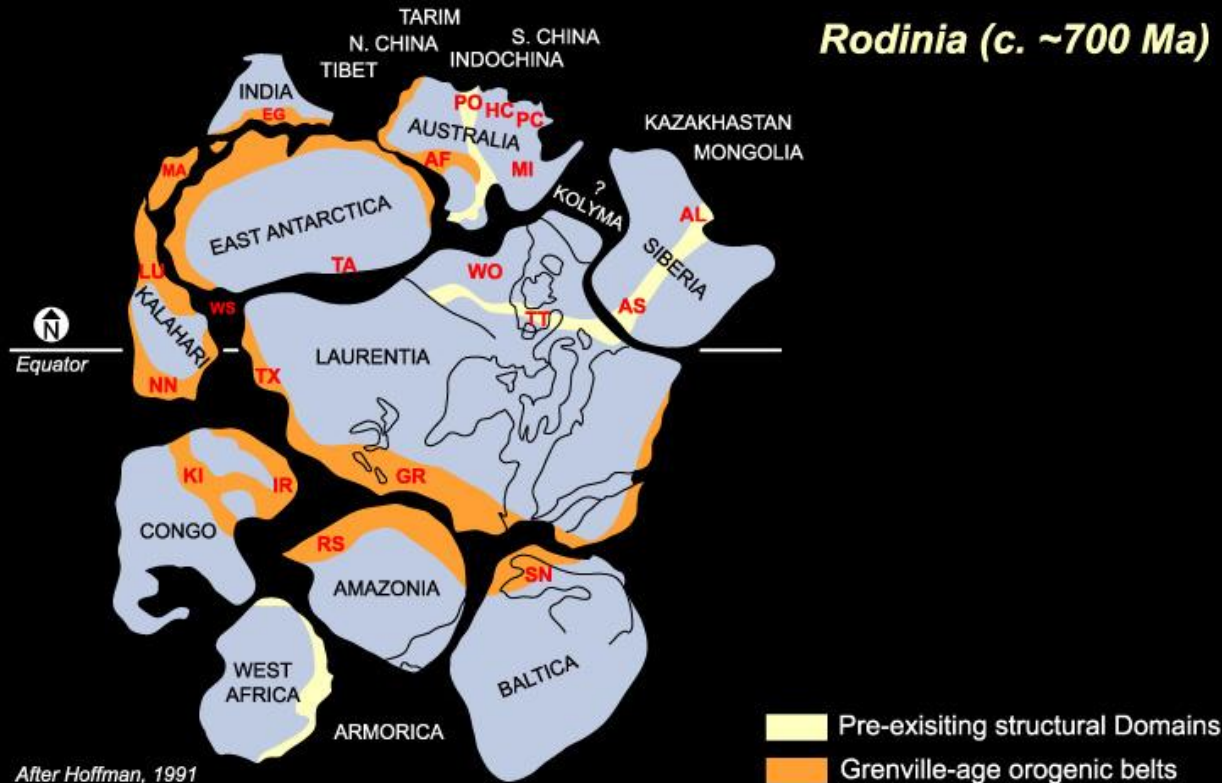 Rodinia (c. ~700 Ma)
TARIM
N. CHINA
S. CHINA
TIBET
INDOCHINA
INDIA
EG
PO
HC
PC
AUSTRALIA
KAZAKHASTAN
MONGOLIA
MA
AF
MI
?
KOLYMA
EAST ANTARCTICA
AL
SIBERIA
LU
TA
WO
KALAHARI
WS
TT
AS
N
Equator
LAURENTIA
NN
TX
KI
IR
GR
CONGO
RS
AMAZONIA
SN
WEST
AFRICA
BALTICA
ARMORICA
Pre-exisiting structural Domains
Grenville-age orogenic belts
After Hoffman, 1991